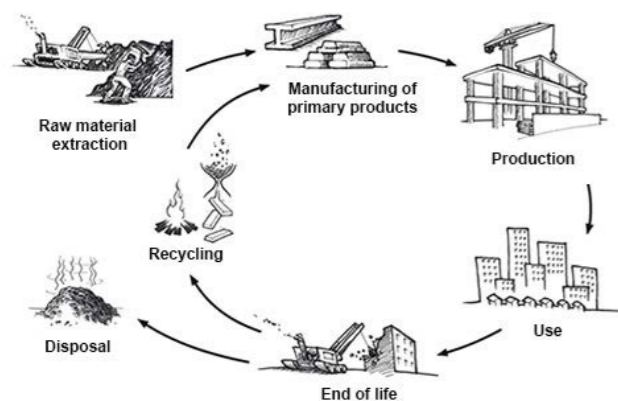 Raw material
extraction
Manufacturing of
primary products
Production
Use
End of life
Recycling
Disposal